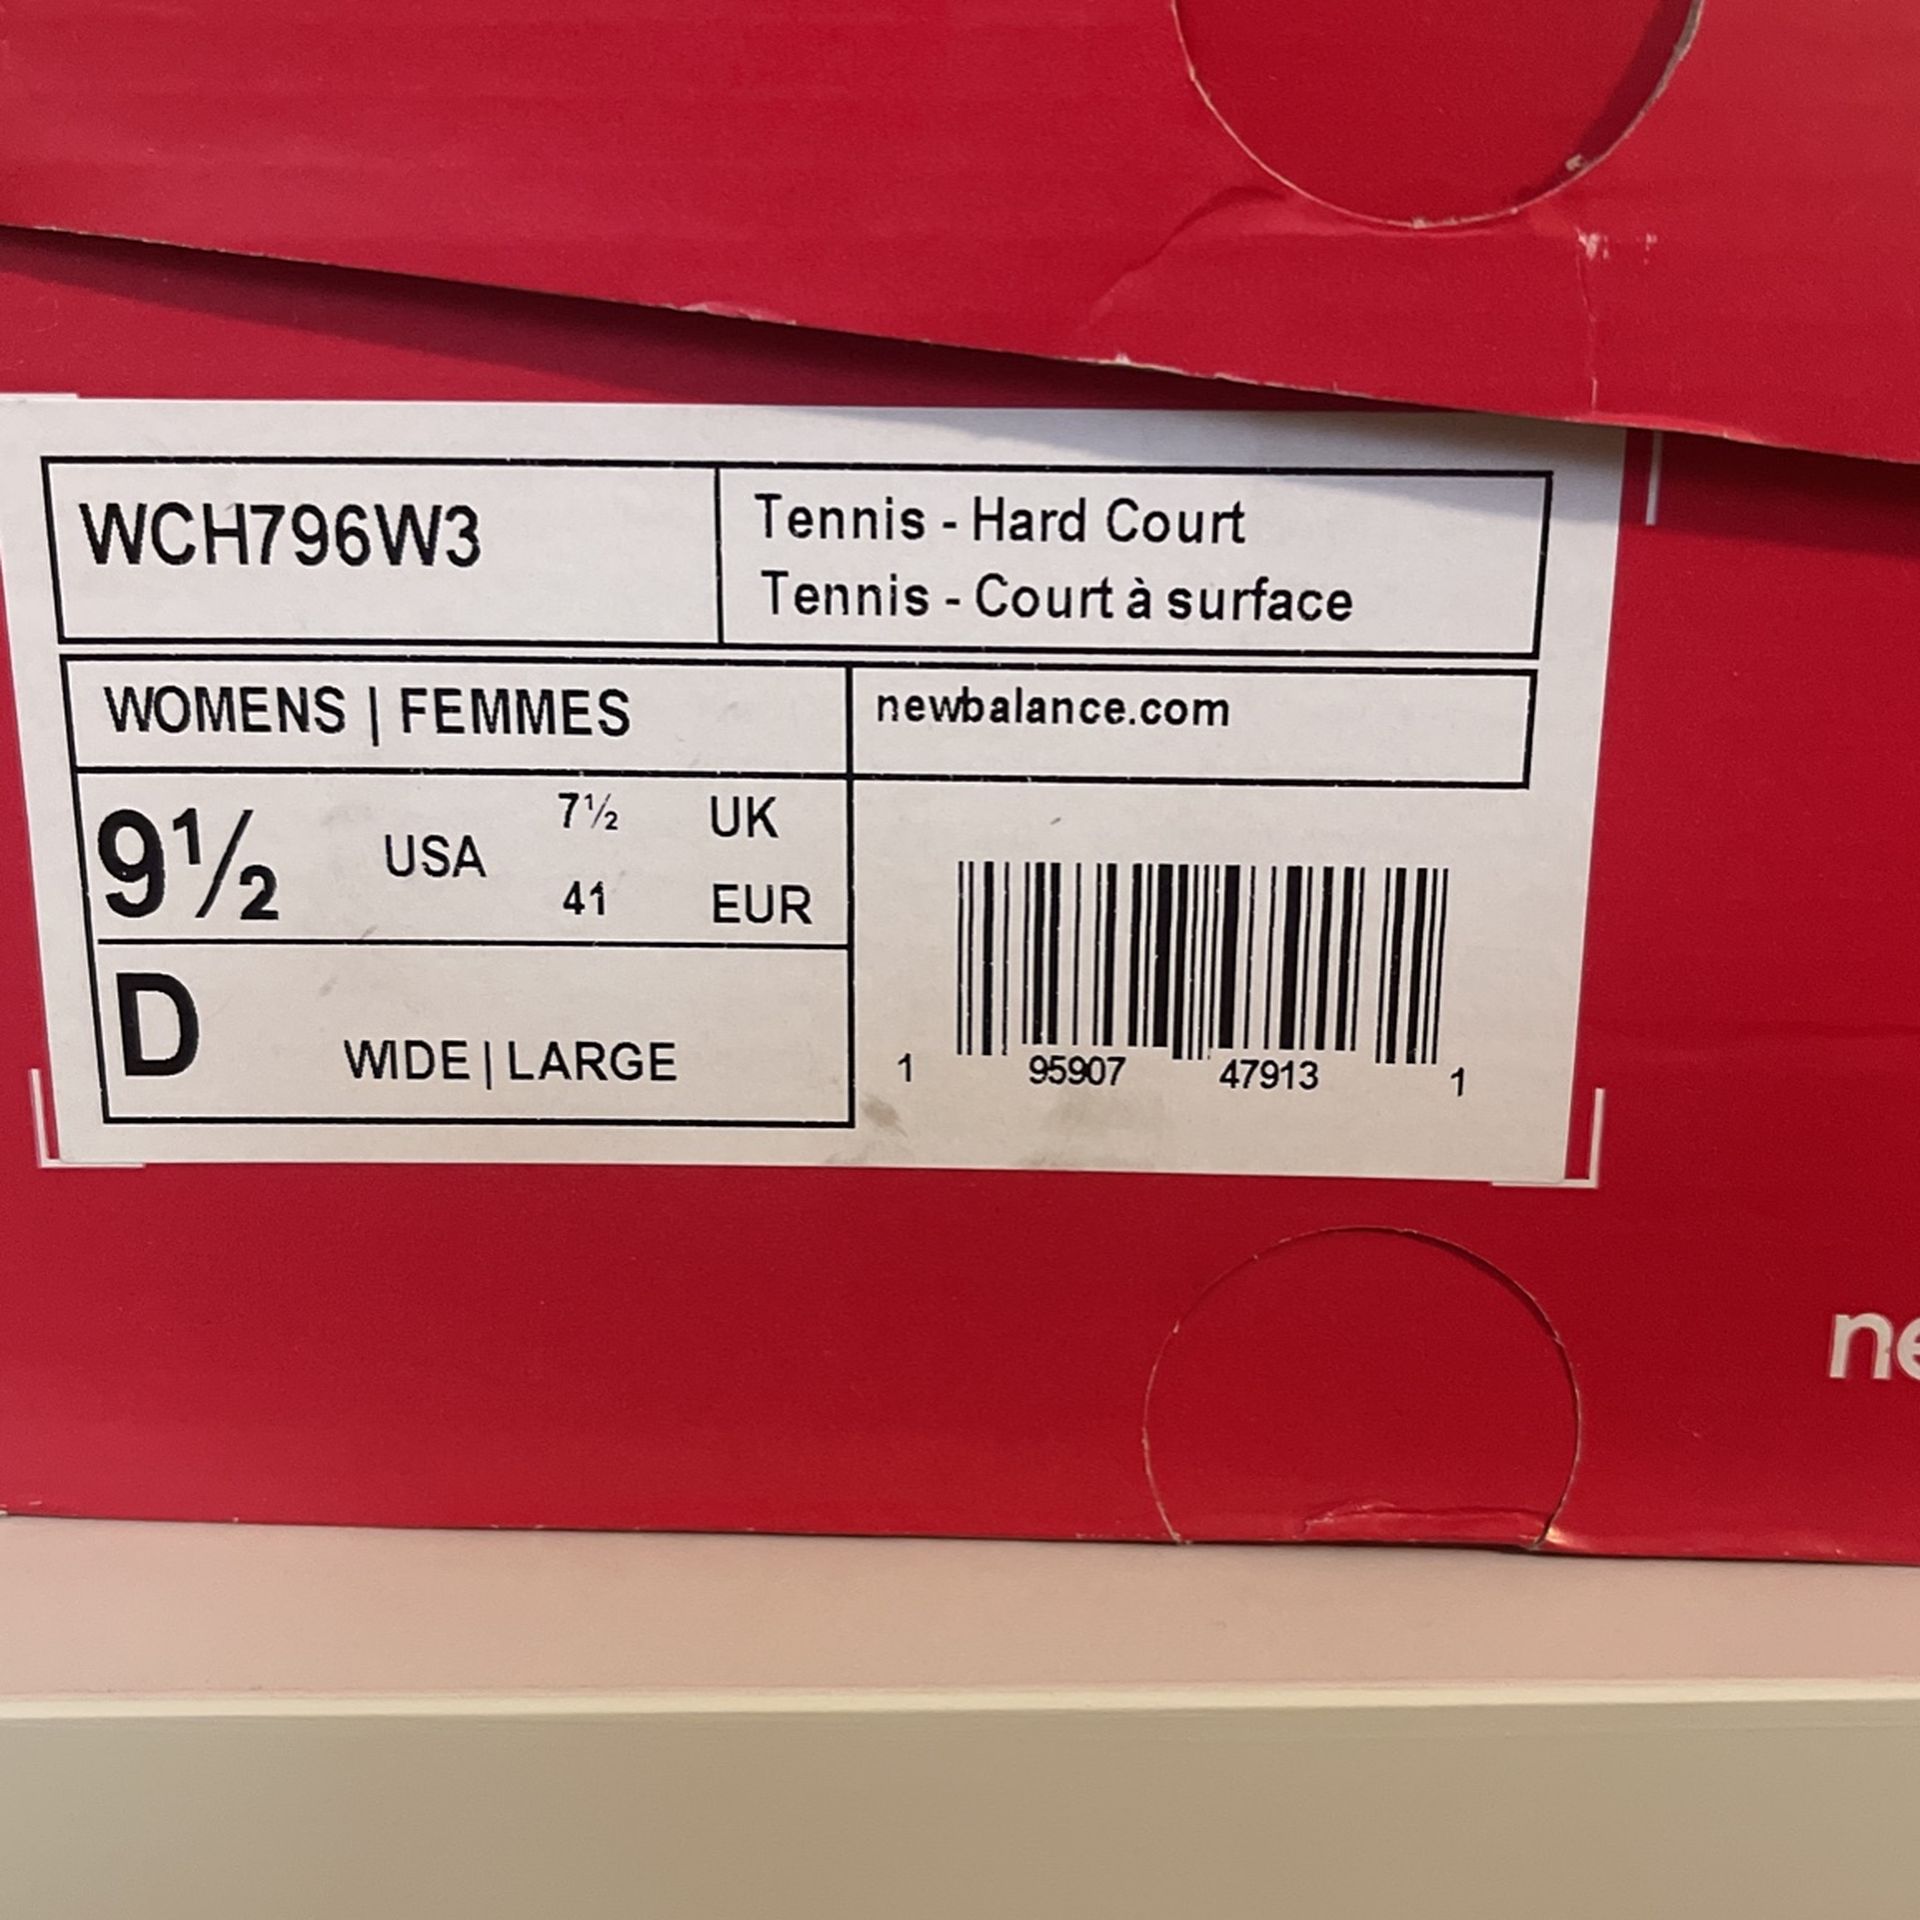 WCH796W3
Tennis - Hard Court
Tennis - Court à surface
WOMENS | FEMMES
newbalance.com
9½ USA
7½ UK
41 EUR
D WIDE | LARGE
1 95907 47913 1
ne